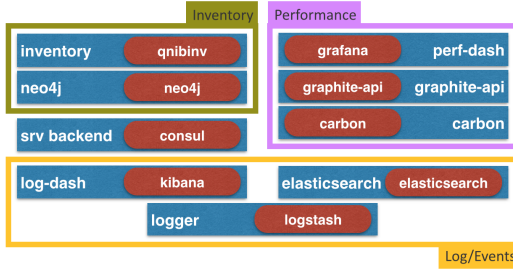 Inventory
Performance
inventory qnibinv
grafana perf-dash
neo4j neo4j
graphite-api graphite-api
srv backend consul
carbon carbon
log-dash kibana
elasticsearch elasticsearch
logger logstash
Log/Events